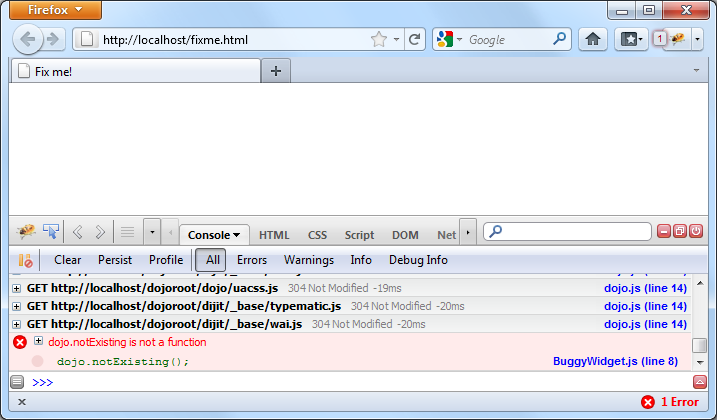 Firefox
http://localhost/fixme.html
Google
1
Fix me!
Console HTML CSS Script DOM Net
Clear Persist Profile All Errors Warnings Info Debug Info
GET http://localhost/dojoroot/dojo/uacss.js 304 Not Modified -19ms dojo.js (line 14)
GET http://localhost/dojoroot/dijit/_base/typematic.js 304 Not Modified -20ms dojo.js (line 14)
GET http://localhost/dojoroot/dijit/_base/wai.js 304 Not Modified -20ms dojo.js (line 14)
dojo.notExisting is not a function
dojo.notExisting(); BuggyWidget.js (line 8)
>>>
x 1 Error